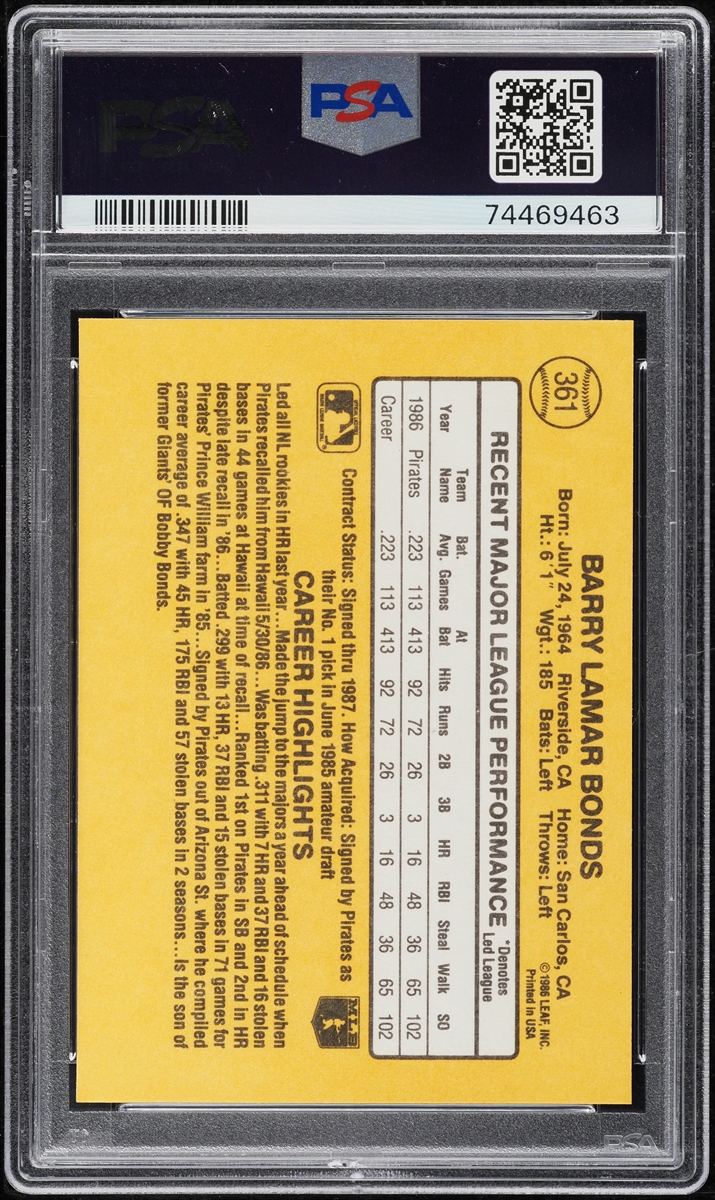 PSA
PSA
74469463
361
BARRY LAMAR BONDS
Born: July 24, 1964 Riverside, CA Home: San Carlos, CA
Ht.: 6'1" Wgt.: 185 Bats: Left Throws: Left
©1986 LEAF, INC.
Printed in USA
RECENT MAJOR LEAGUE PERFORMANCE *Denotes Led League
Year Team Name Bat. Avg. Games At Bat Hits Runs 2B 3B HR RBI Steal Walk SO
1986 Pirates .223 113 413 92 72 26 3 16 48 36 65 102
Career .223 113 413 92 72 26 3 16 48 36 65 102
Contract Status: Signed thru 1987. How Acquired: Signed by Pirates as
their No. 1 pick in June 1985 amateur draft
MLB
CAREER HIGHLIGHTS
Led all NL rookies in HR last year... Made the jump to the majors a year ahead of schedule when
Pirates recalled him from Hawaii 5/30/86... Was batting .311 with 7 HR and 37 RBI and 16 stolen
bases in 44 games at Hawaii at time of recall... Ranked 1st on Pirates in SB and 2nd in HR
despite late recall in '86... Batted .299 with 13 HR, 37 RBI and 15 stolen bases in 71 games for
Pirates' Prince William farm in '85... Signed by Pirates out of Arizona St. where he compiled
career average of .347 with 45 HR, 175 RBI and 57 stolen bases in 2 seasons... Is the son of
former Giants' OF Bobby Bonds.
PSA